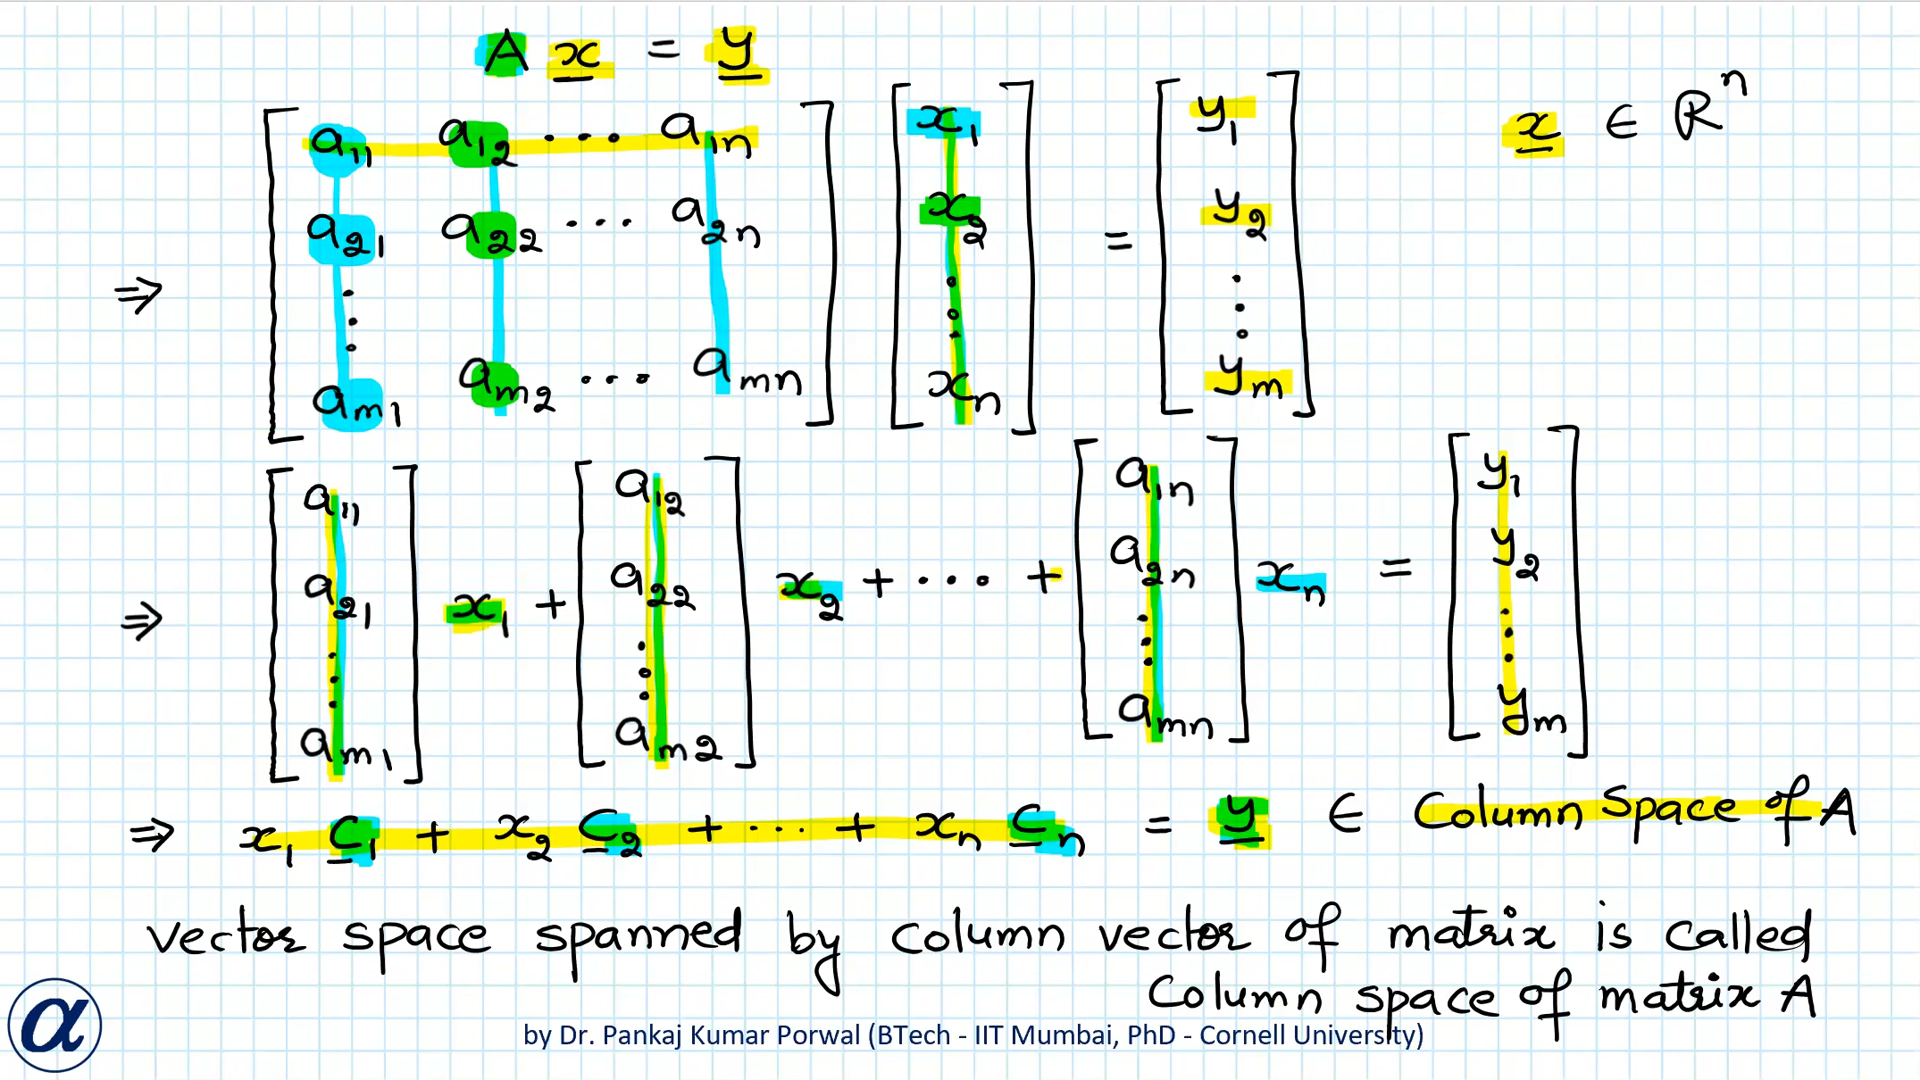 A x = y
⇒ [a₁₁ a₁₂ ... a₁ₙ; a₂₁ a₂₂ ... a₂ₙ; ⋮; aₘ₁ aₘ₂ ... aₘₙ] [x₁; x₂; ⋮; xₙ] = [y₁; y₂; ⋮; yₘ]
x ∈ ℝⁿ
⇒ [a₁₁; a₂₁; ⋮; aₘ₁] x₁ + [a₁₂; a₂₂; ⋮; aₘ₂] x₂ + ... + [a₁ₙ; a₂ₙ; ⋮; aₘₙ] xₙ = [y₁; y₂; ⋮; yₘ]
⇒ x₁ C₁ + x₂ C₂ + ... + xₙ Cₙ = y ∈ Column Space of A
vector space spanned by column vector of matrix is called
Column space of matrix A
α
by Dr. Pankaj Kumar Porwal (BTech - IIT Mumbai, PhD - Cornell University)